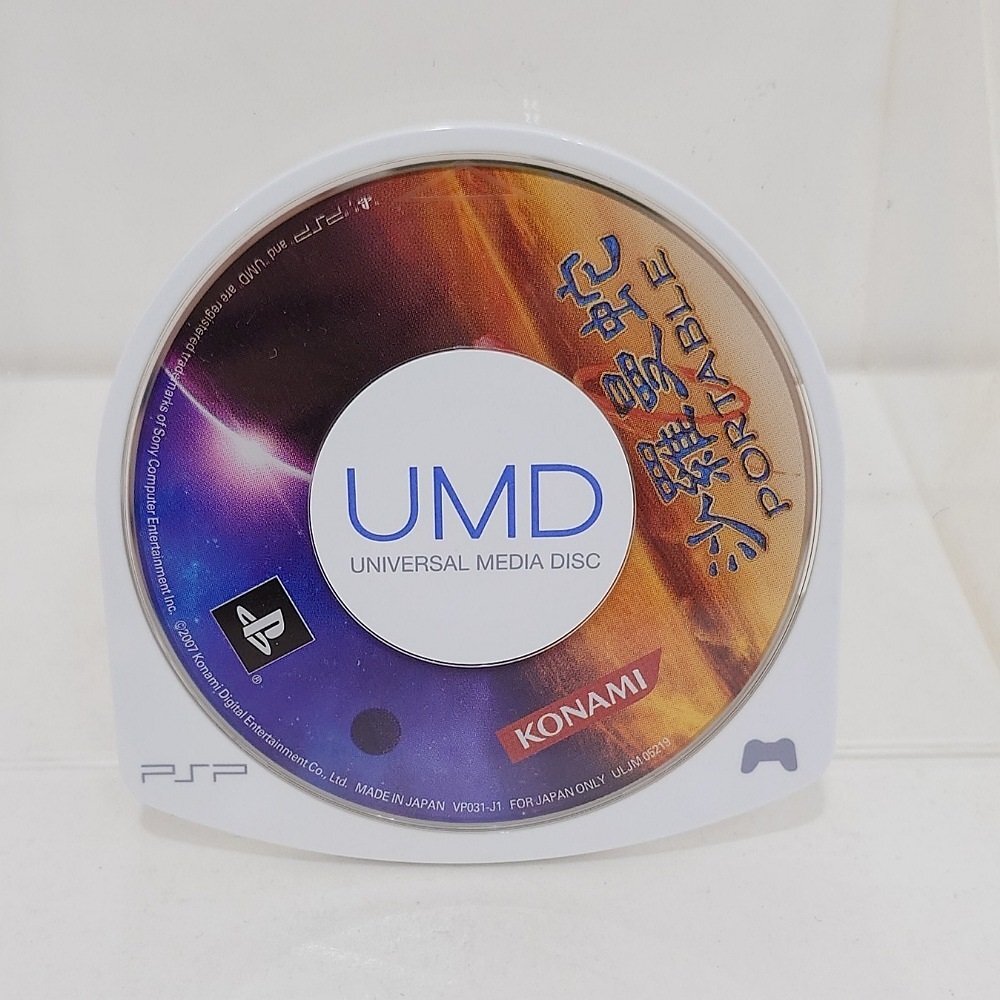 沙羅曼蛇
PORTABLE
UMD
UNIVERSAL MEDIA DISC
KONAMI
PSP
"PSP" and "UMD" are registered trademarks of Sony Computer Entertainment Inc. ©2007 Konami Digital Entertainment Co., Ltd. MADE IN JAPAN VP031-J1 FOR JAPAN ONLY ULJM 05219
®